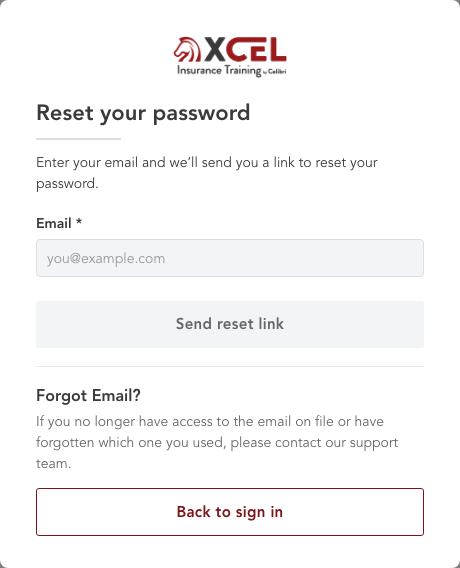 XCEL
Insurance Training by Colibri
Reset your password
Enter your email and we'll send you a link to reset your
password.
Email *
you@example.com
Send reset link
Forgot Email?
If you no longer have access to the email on file or have
forgotten which one you used, please contact our support
team.
Back to sign in